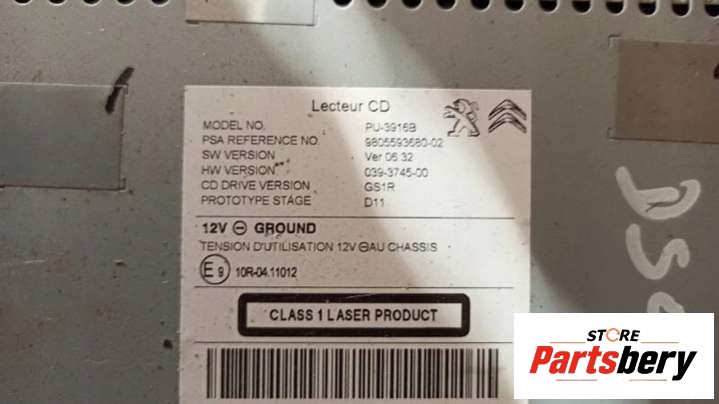 Lecteur CD
MODEL NO. PU-3916B
PSA REFERENCE NO. 9805593680-02
SW VERSION Ver 06.32
HW VERSION 039-3745-00
CD DRIVE VERSION GS1R
PROTOTYPE STAGE D11
12V ⊖ GROUND
TENSION D'UTILISATION 12V ⊖ AU CHASSIS
E9 10R-04.11012
CLASS 1 LASER PRODUCT
STORE
Partsbery